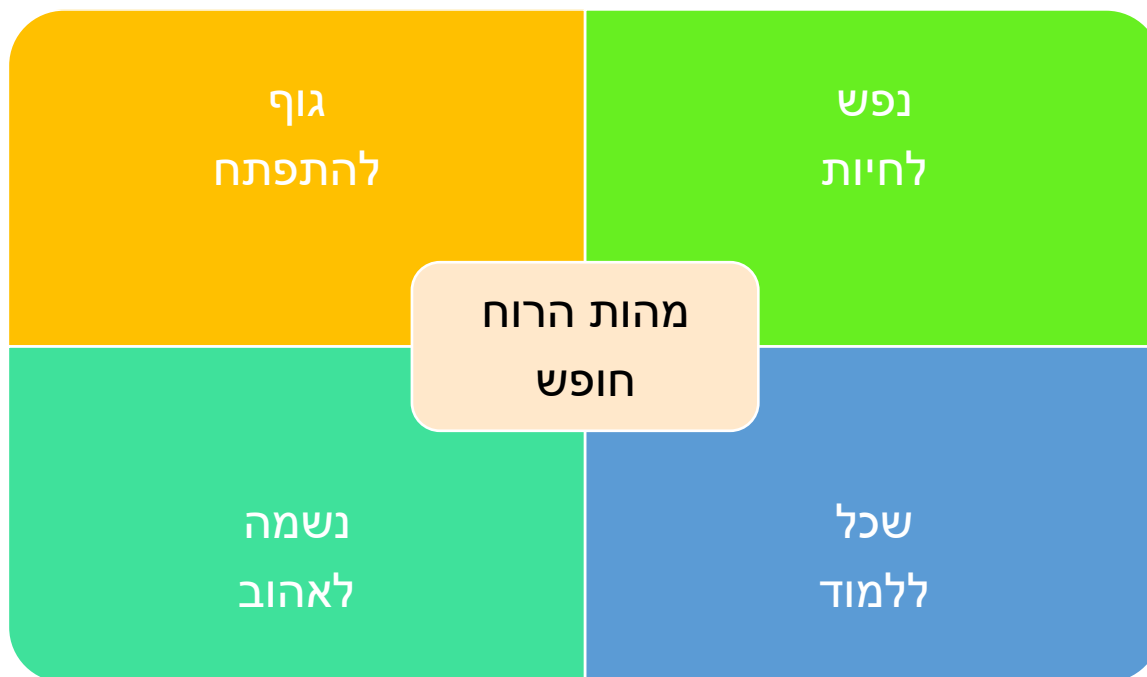 נפש
לחיות
גוף
להתפתח
מהות הרוח
חופש
שכל
ללמוד
נשמה
לאהוב